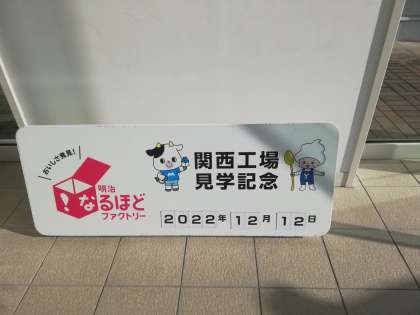 おいしさ発見!
明治
なるほど
ファクトリー
関西工場
見学記念
2022年12月12日